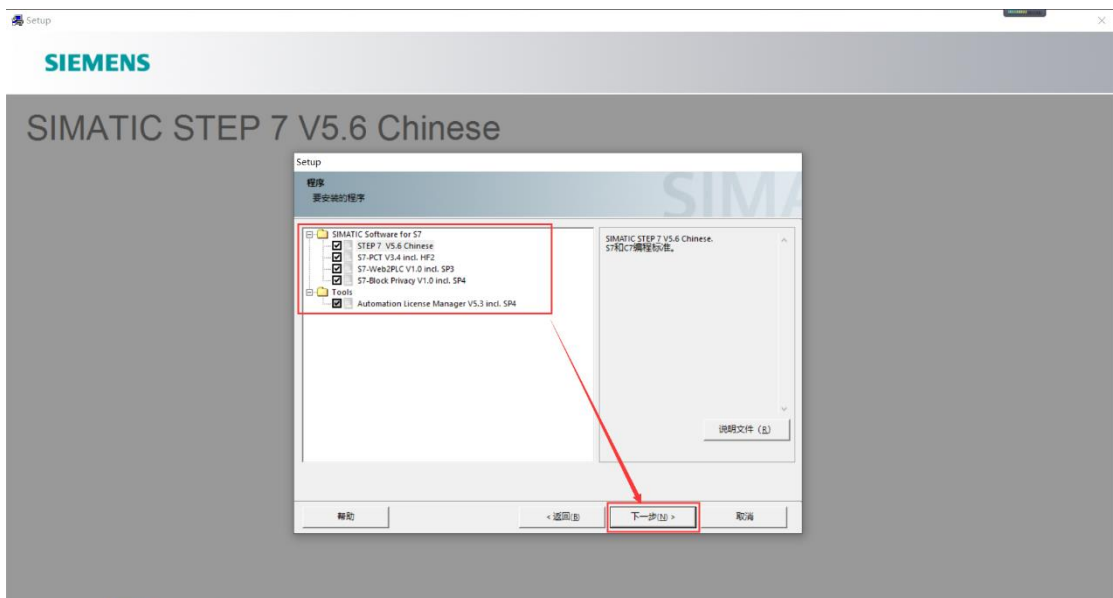 Setup
SIEMENS
SIMATIC STEP 7 V5.6 Chinese
Setup
程序
要安装的程序
SIMA
SIMATIC Software for S7
STEP 7 V5.6 Chinese
S7-PCT V3.4 incl. HF2
S7-Web2PLC V1.0 incl. SP3
S7-Block Privacy V1.0 incl. SP4
Tools
Automation License Manager V5.3 incl. SP4
SIMATIC STEP 7 V5.6 Chinese.
S7和C7编程标准。
说明文件 (R)
帮助
< 返回(B)
下一步(N) >
取消